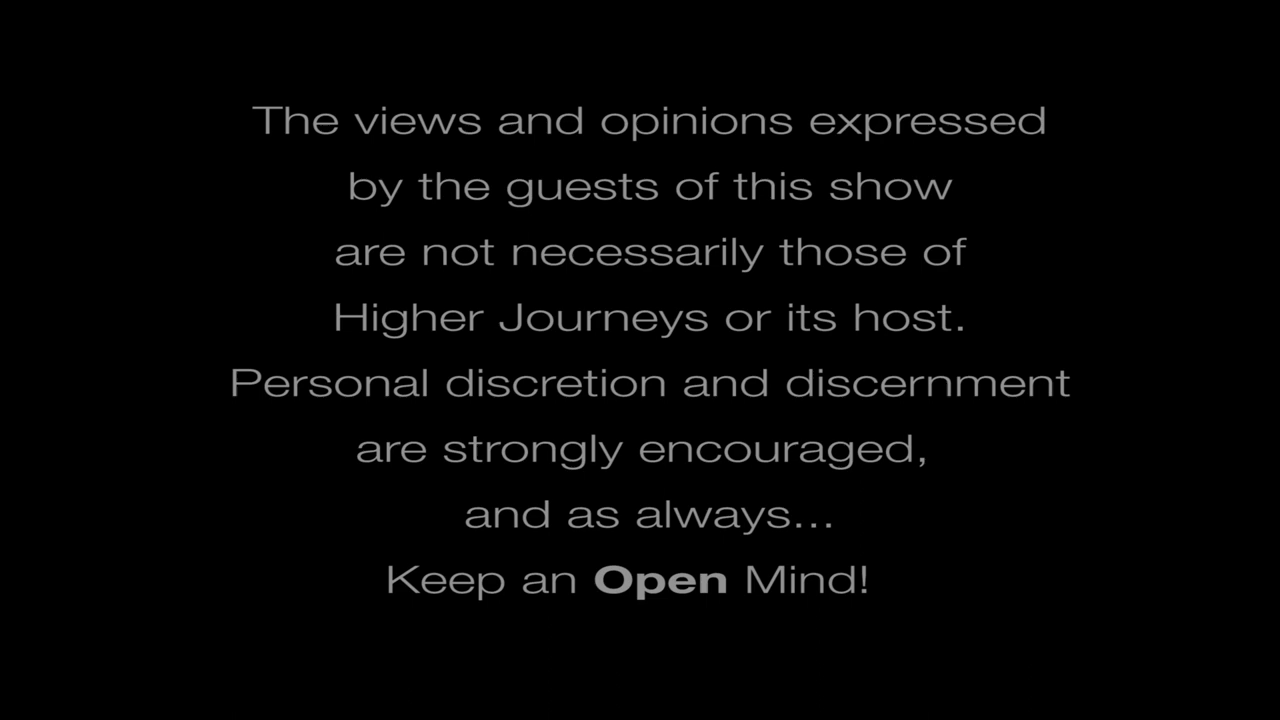 The views and opinions expressed
by the guests of this show
are not necessarily those of
Higher Journeys or its host.
Personal discretion and discernment
are strongly encouraged,
and as always...
Keep an Open Mind!